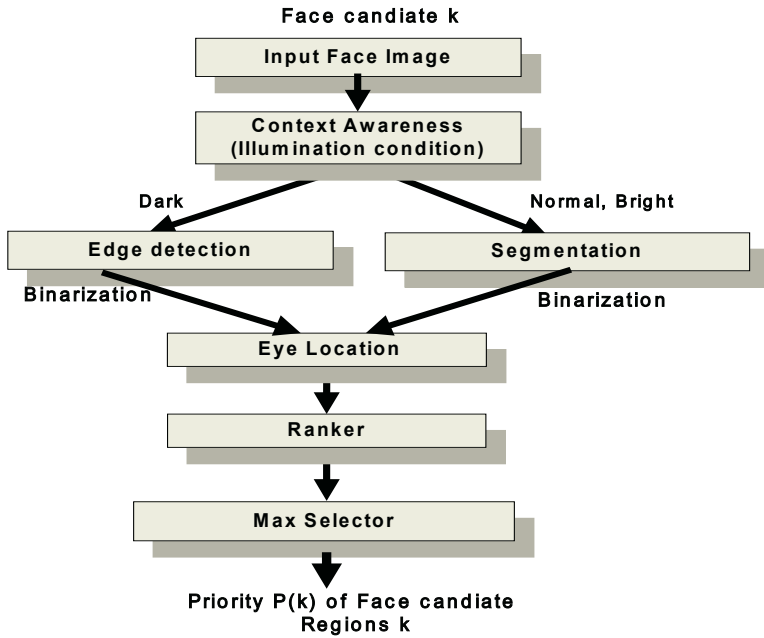 Face candiate k
Input Face Image
Context Awareness
(Illumination condition)
Dark
Normal, Bright
Edge detection
Segmentation
Binarization
Binarization
Eye Location
Ranker
Max Selector
Priority P(k) of Face candiate
Regions k